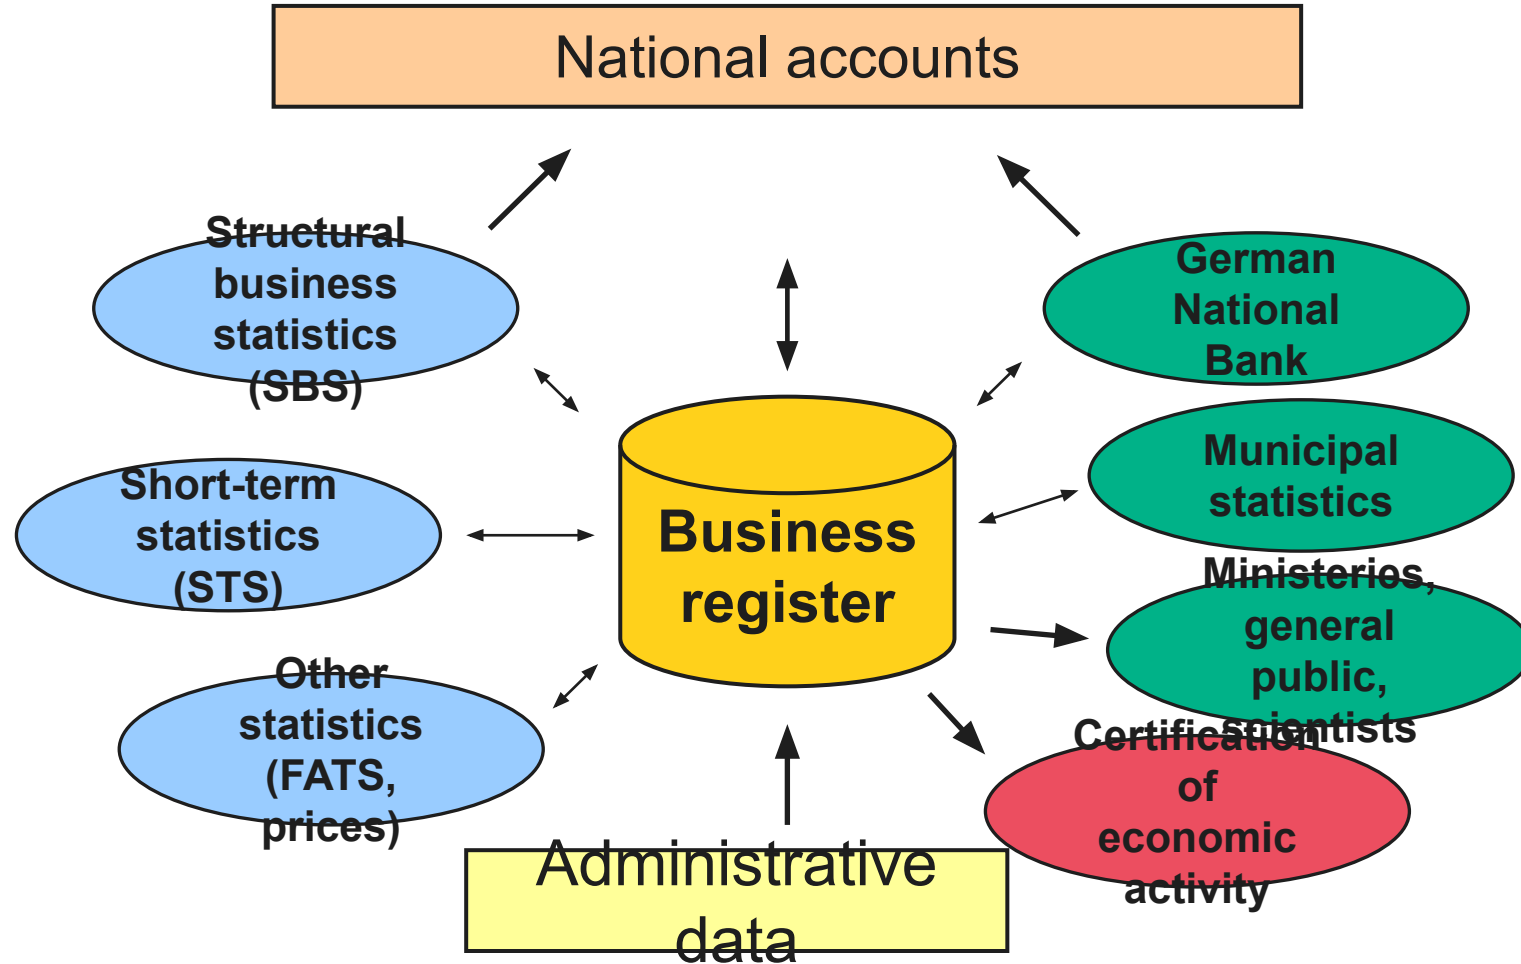 National accounts
Structural
business
statistics
(SBS)
German
National
Bank
Short-term
statistics
(STS)
Business
register
Municipal
statistics
Ministeries,
general
public,
scientists
Other
statistics
(FATS,
prices)
Certification
of
economic
activity
Administrative
data